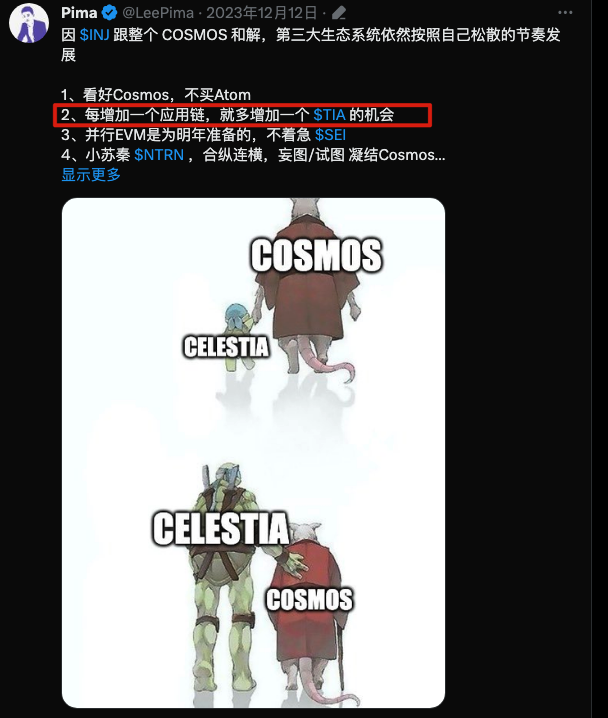 Pima @LeePima · 2023年12月12日 ·
因 $INJ 跟整个 COSMOS 和解，第三大生态系统依然按照自己松散的节奏发
展
1、看好Cosmos，不买Atom
2、每增加一个应用链，就多增加一个 $TIA 的机会
3、并行EVM是为明年准备的，不着急 $SEI
4、小苏秦 $NTRN ，合纵连横，妄图/试图 凝结Cosmos...
显示更多
COSMOS
CELESTIA
CELESTIA
COSMOS